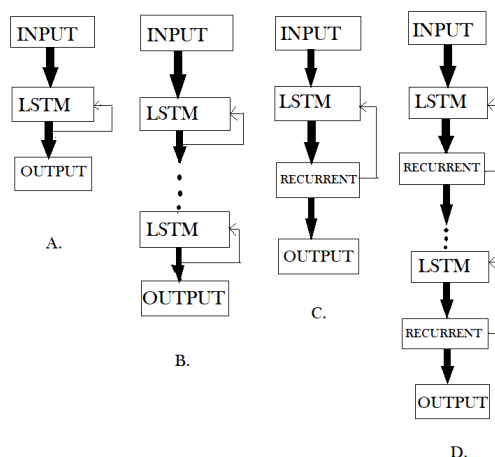 INPUT
LSTM
OUTPUT
A.
INPUT
LSTM
LSTM
OUTPUT
B.
INPUT
LSTM
RECURRENT
OUTPUT
C.
INPUT
LSTM
RECURRENT
LSTM
RECURRENT
OUTPUT
D.